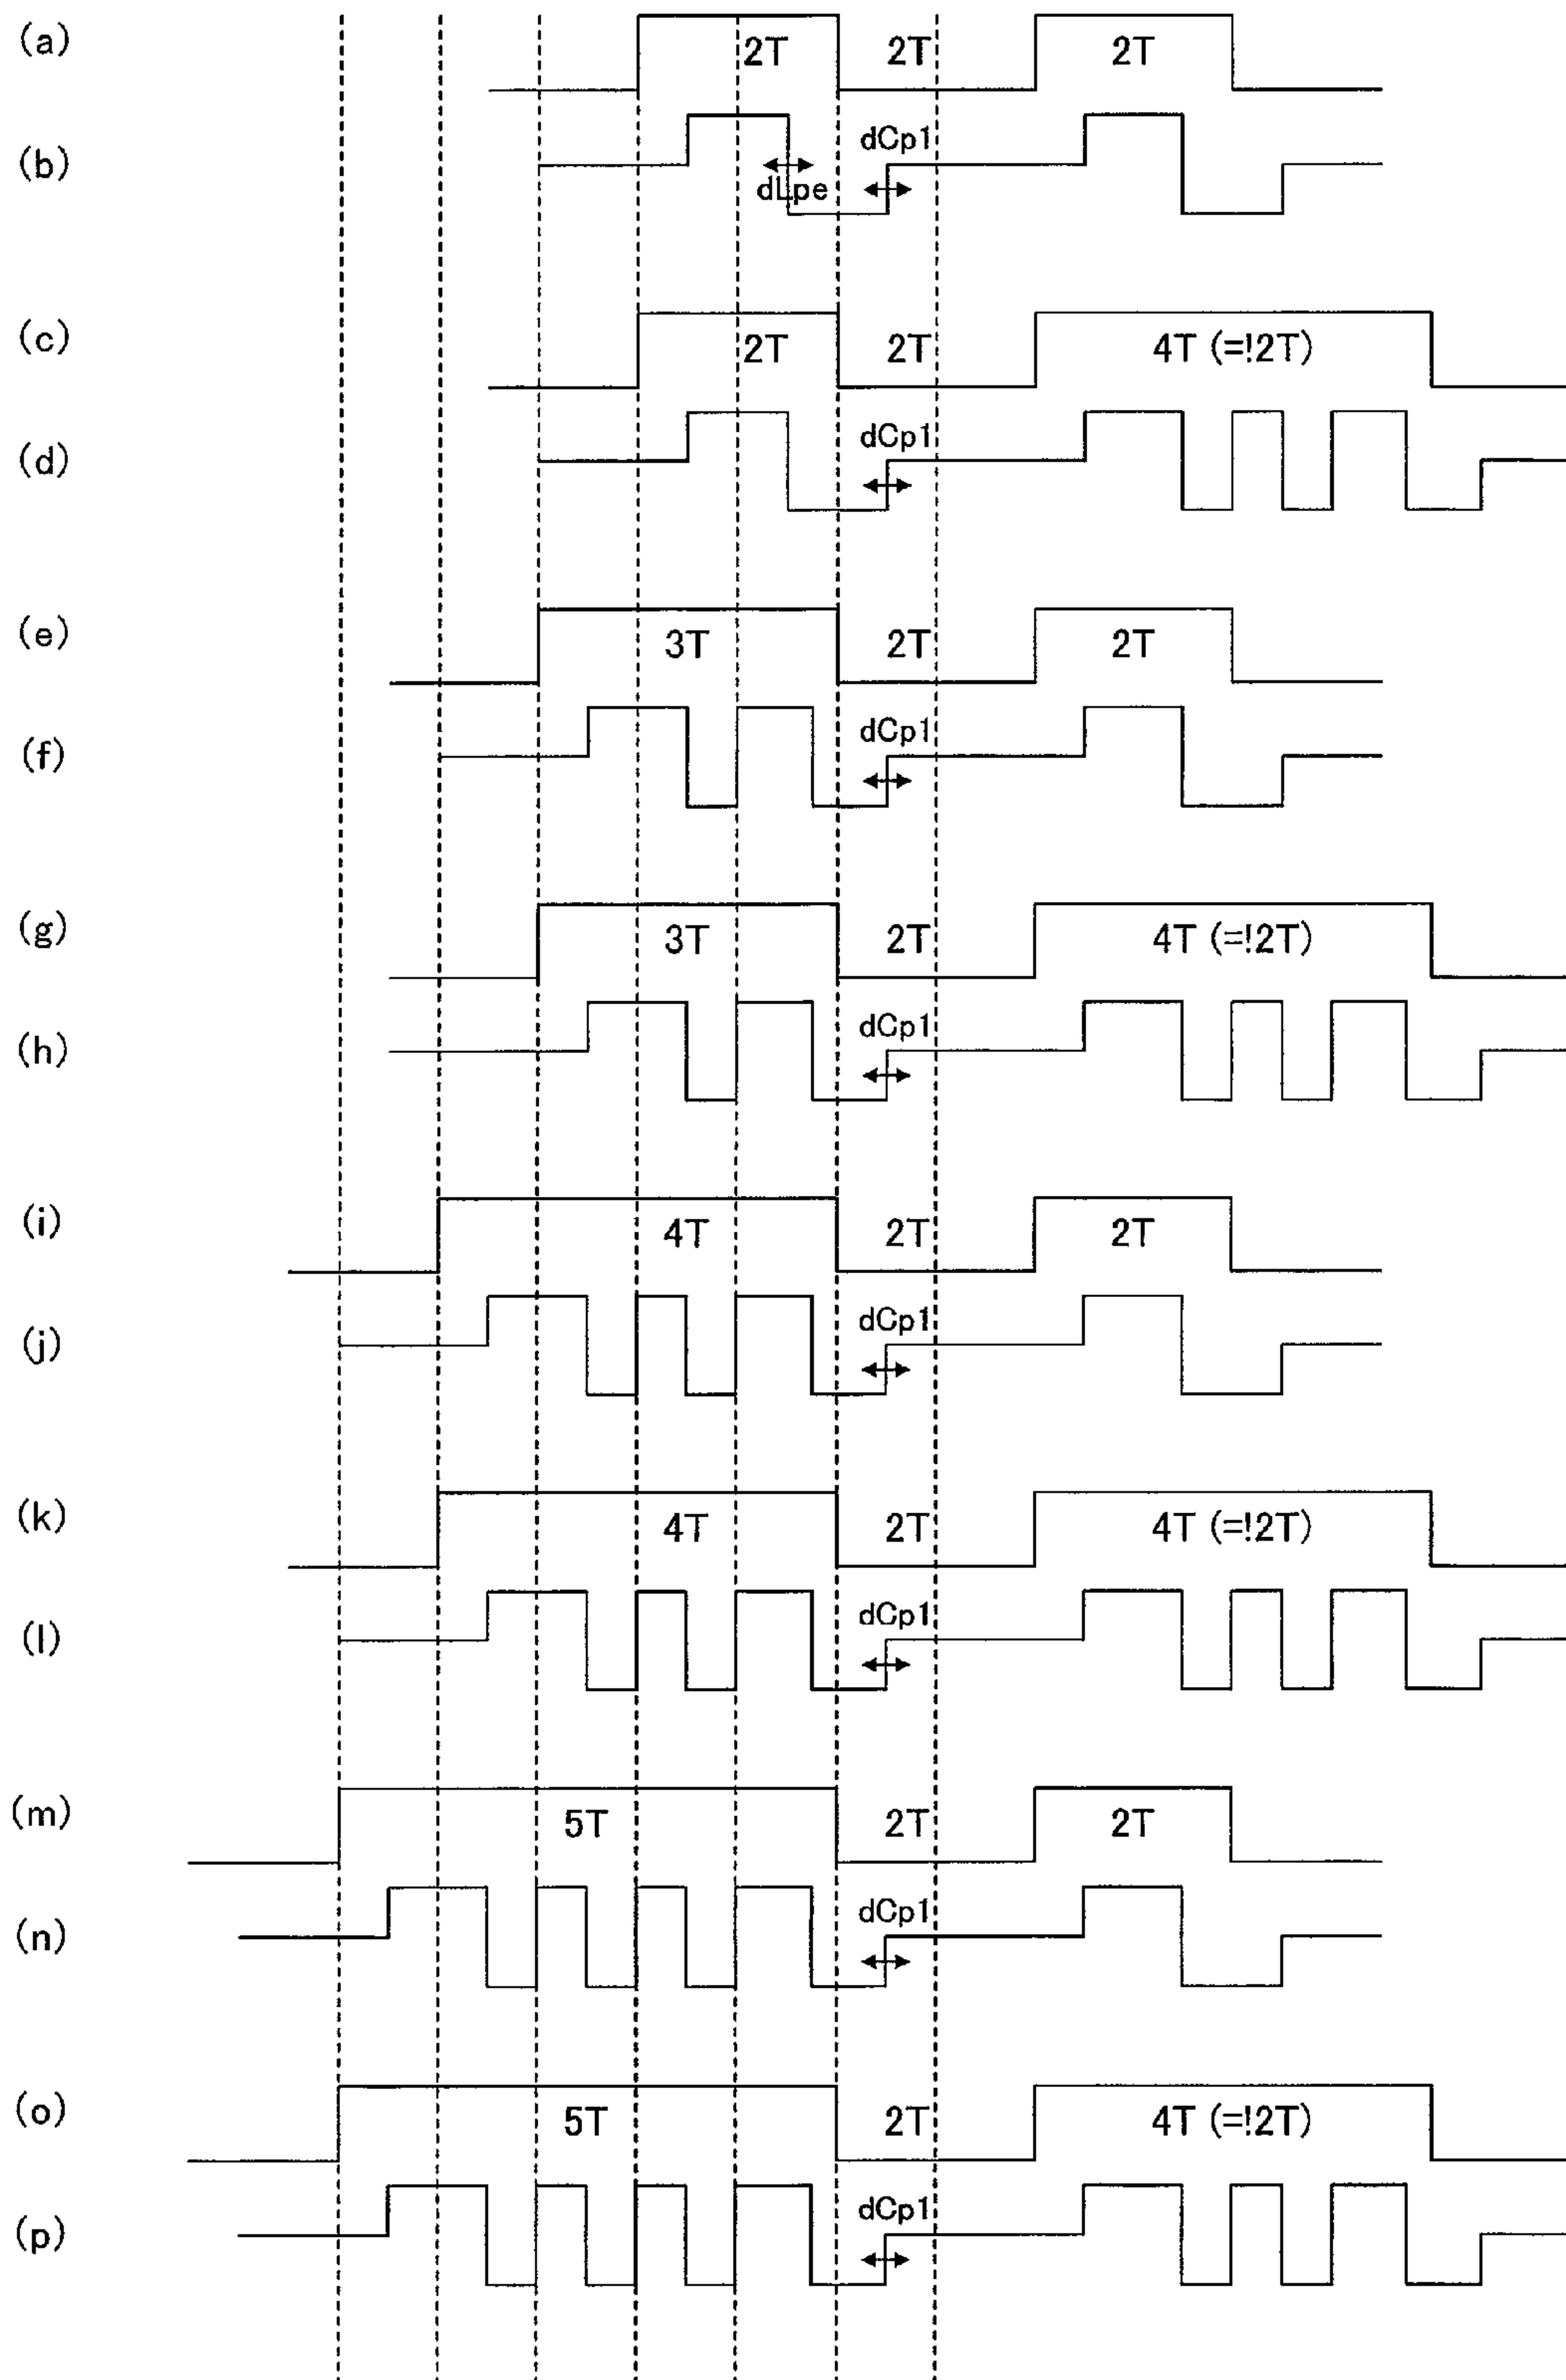 (a) 2T 2T 2T
(b) dLpe dCp1
(c) 2T 2T 4T (=!2T)
(d) dCp1
(e) 3T 2T 2T
(f) dCp1
(g) 3T 2T 4T (=!2T)
(h) dCp1
(i) 4T 2T 2T
(j) dCp1
(k) 4T 2T 4T (=!2T)
(l) dCp1
(m) 5T 2T 2T
(n) dCp1
(o) 5T 2T 4T (=!2T)
(p) dCp1